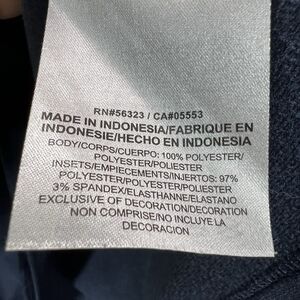 RN#56323 / CA#05553
MADE IN INDONESIA/FABRIQUE EN
INDONESIE/HECHO EN INDONESIA
BODY/CORPS/CUERPO: 100% POLYESTER/
POLYESTER/POLIESTER
INSETS/EMPIECEMENTS/INJERTOS: 97%
POLYESTER/POLYESTER/POLIESTER
3% SPANDEX/ELASTHANNE/ELASTANO
EXCLUSIVE OF DECORATION/DECORATION
NON COMPRISE/NO INCLUYE LA
DECORACION